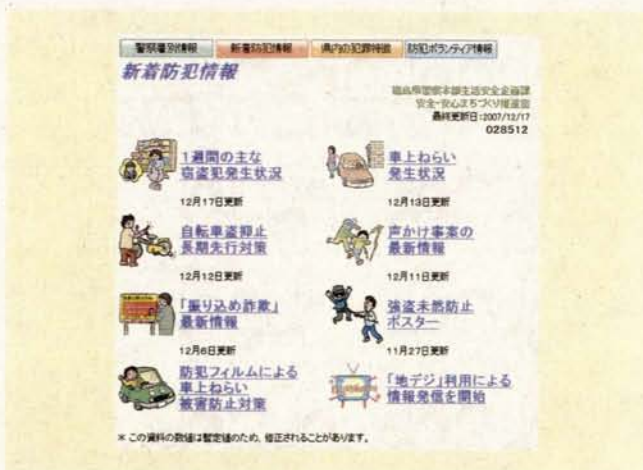 警察署別情報 新着防犯情報 県内の犯罪特徴 防犯ボランティア情報
新着防犯情報
福島県警察本部生活安全企画課
安全・安心まちづくり推進室
最終更新日:2007/12/17
028512
1週間の主な
窃盗犯発生状況
12月17日更新
車上ねらい
発生状況
12月13日更新
自転車盗抑止
長期先行対策
12月12日更新
声かけ事案の
最新情報
12月11日更新
「振り込め詐欺」
最新情報
12月6日更新
強盗未然防止
ポスター
11月27日更新
防犯フィルムによる
車上ねらい
被害防止対策
「地デジ」利用による
情報発信を開始
* この資料の数値は暫定値のため、修正されることがあります。